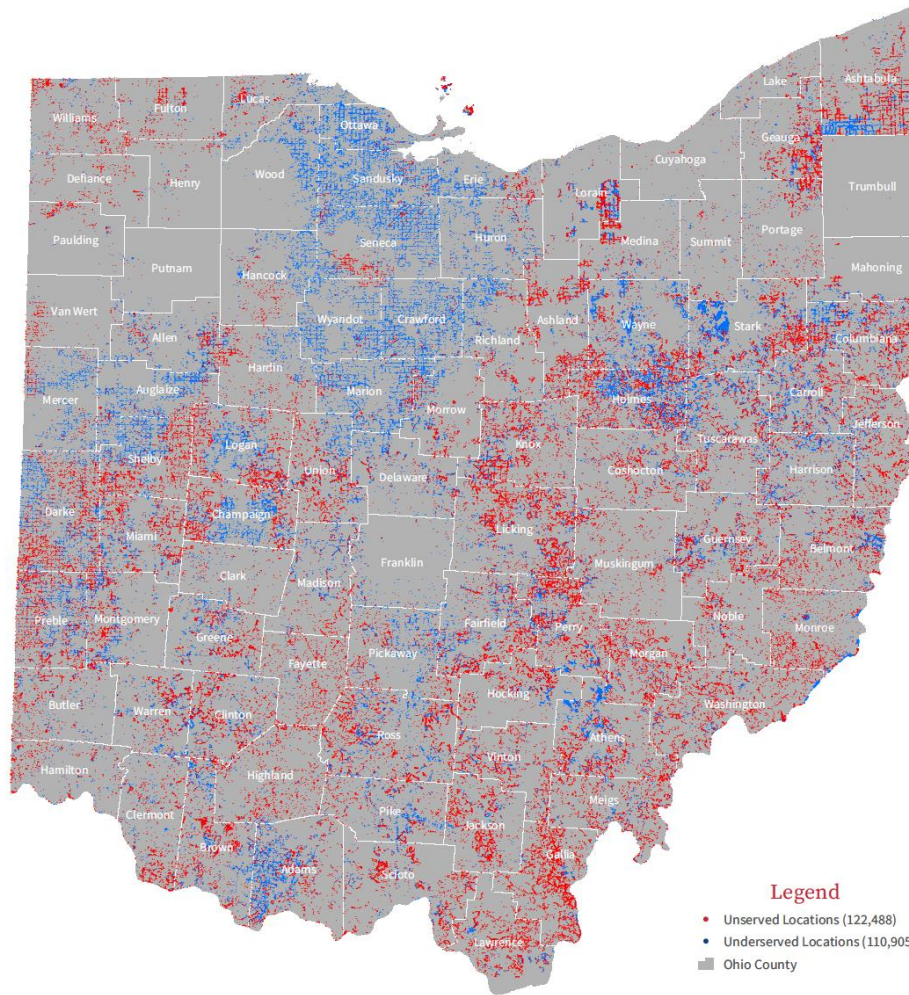 Lake
Ashtabula
Lucas
Fulton
Williams
Ottawa
Geauga
Cuyahoga
Wood
Sandusky
Erie
Defiance
Henry
Lorain
Trumbull
Portage
Huron
Medina
Summit
Paulding
Seneca
Mahoning
Putnam
Hancock
Van Wert
Wyandot
Crawford
Ashland
Wayne
Stark
Allen
Richland
Columbiana
Hardin
Marion
Carroll
Mercer
Auglaize
Holmes
Morrow
Jefferson
Logan
Knox
Tuscarawas
Shelby
Union
Coshocton
Harrison
Delaware
Darke
Champaign
Licking
Miami
Guernsey
Belmont
Franklin
Muskingum
Clark
Madison
Noble
Preble
Montgomery
Fairfield
Perry
Monroe
Greene
Pickaway
Morgan
Fayette
Hocking
Butler
Warren
Clinton
Washington
Ross
Athens
Vinton
Hamilton
Highland
Meigs
Clermont
Pike
Jackson
Brown
Gallia
Adams
Scioto
Lawrence
Legend
Unserved Locations (122,488)
Underserved Locations (110,905
Ohio County